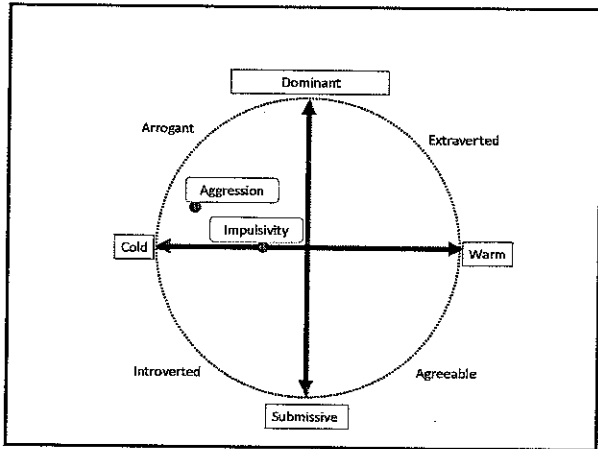 Dominant
Arrogant
Extraverted
Aggression
Impulsivity
Cold
Warm
Introverted
Agreeable
Submissive